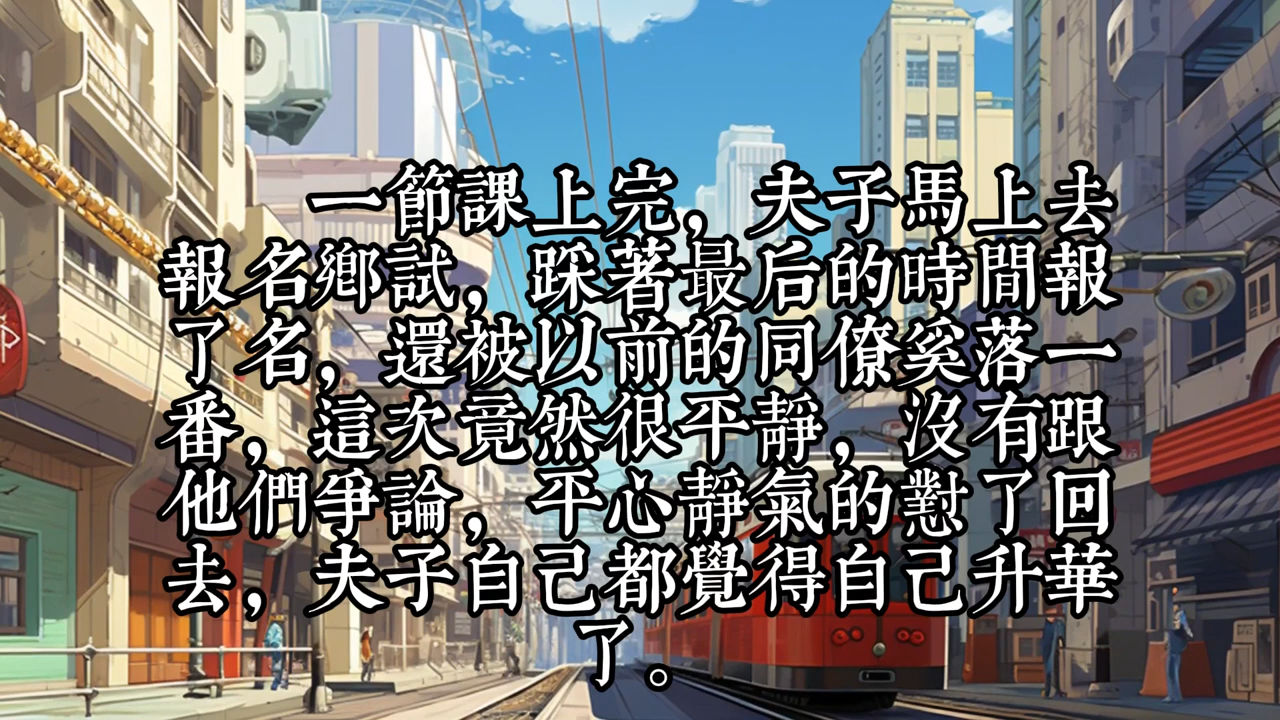 一節課上完，夫子馬上去
報名鄉試，踩著最后的時間報
了名，還被以前的同僚奚落一
番，這次竟然很平靜，沒有跟
他們爭論，平心靜氣的懟了回
去，夫子自己都覺得自己升華
了。